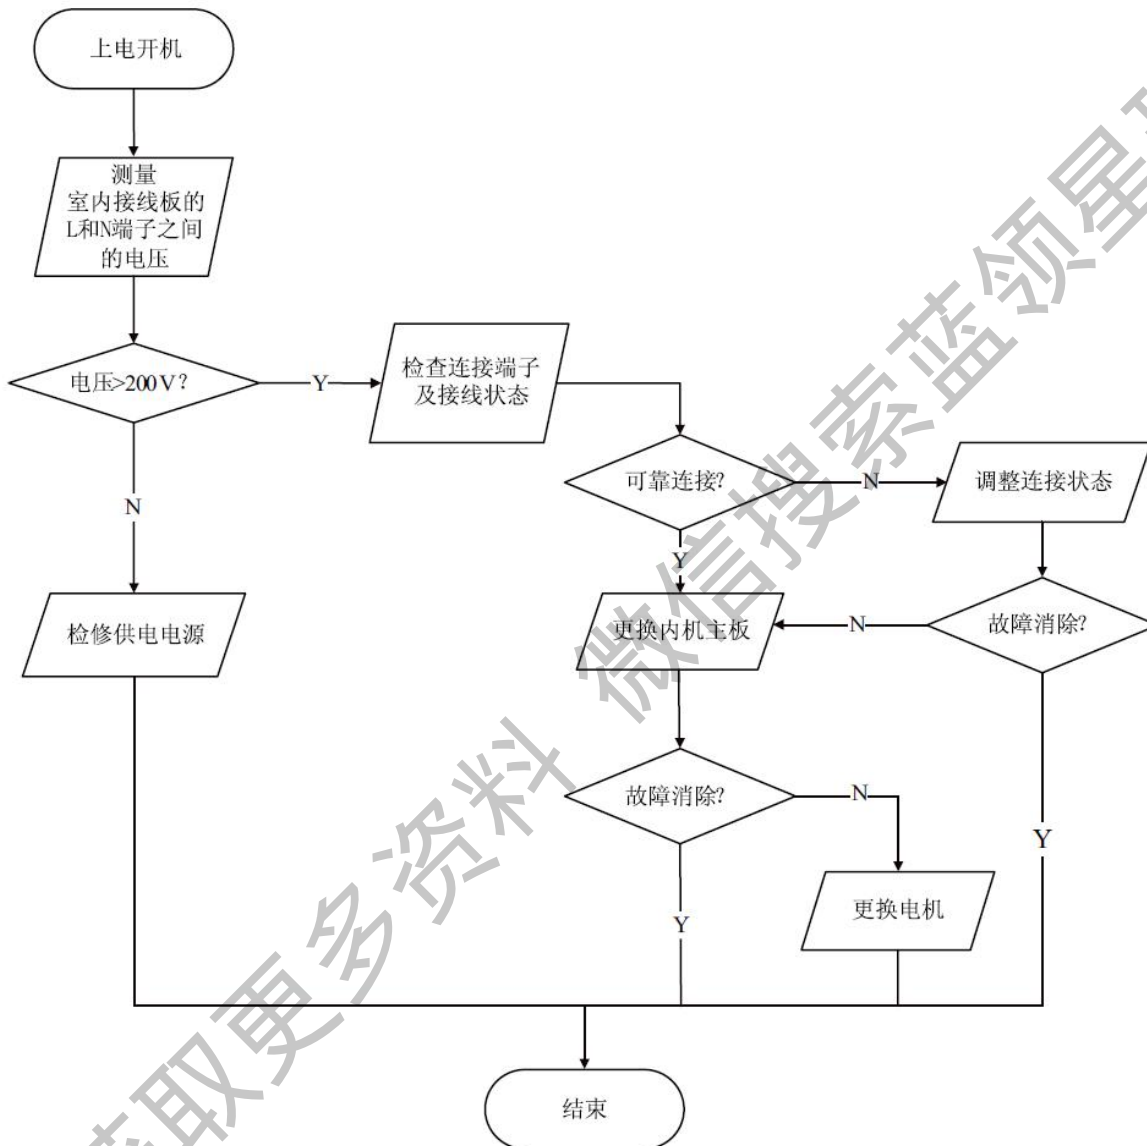 上电开机
测量
室内接线板的
L和N端子之间
的电压
电压>200V?
Y
检查连接端子
及接线状态
可靠连接?
N
调整连接状态
N
Y
检修供电电源
更换内机主板
N
故障消除?
故障消除?
N
Y
更换电机
Y
结束
取更多资料 微信搜索蓝领星